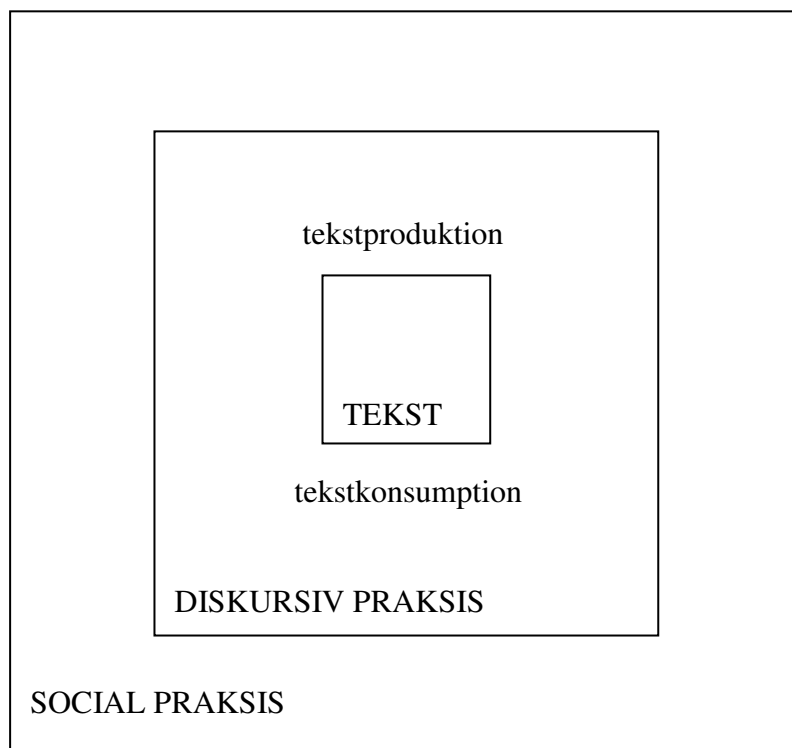 tekstproduktion
TEKST
tekstkonsumption
DISKURSIV PRAKSIS
SOCIAL PRAKSIS